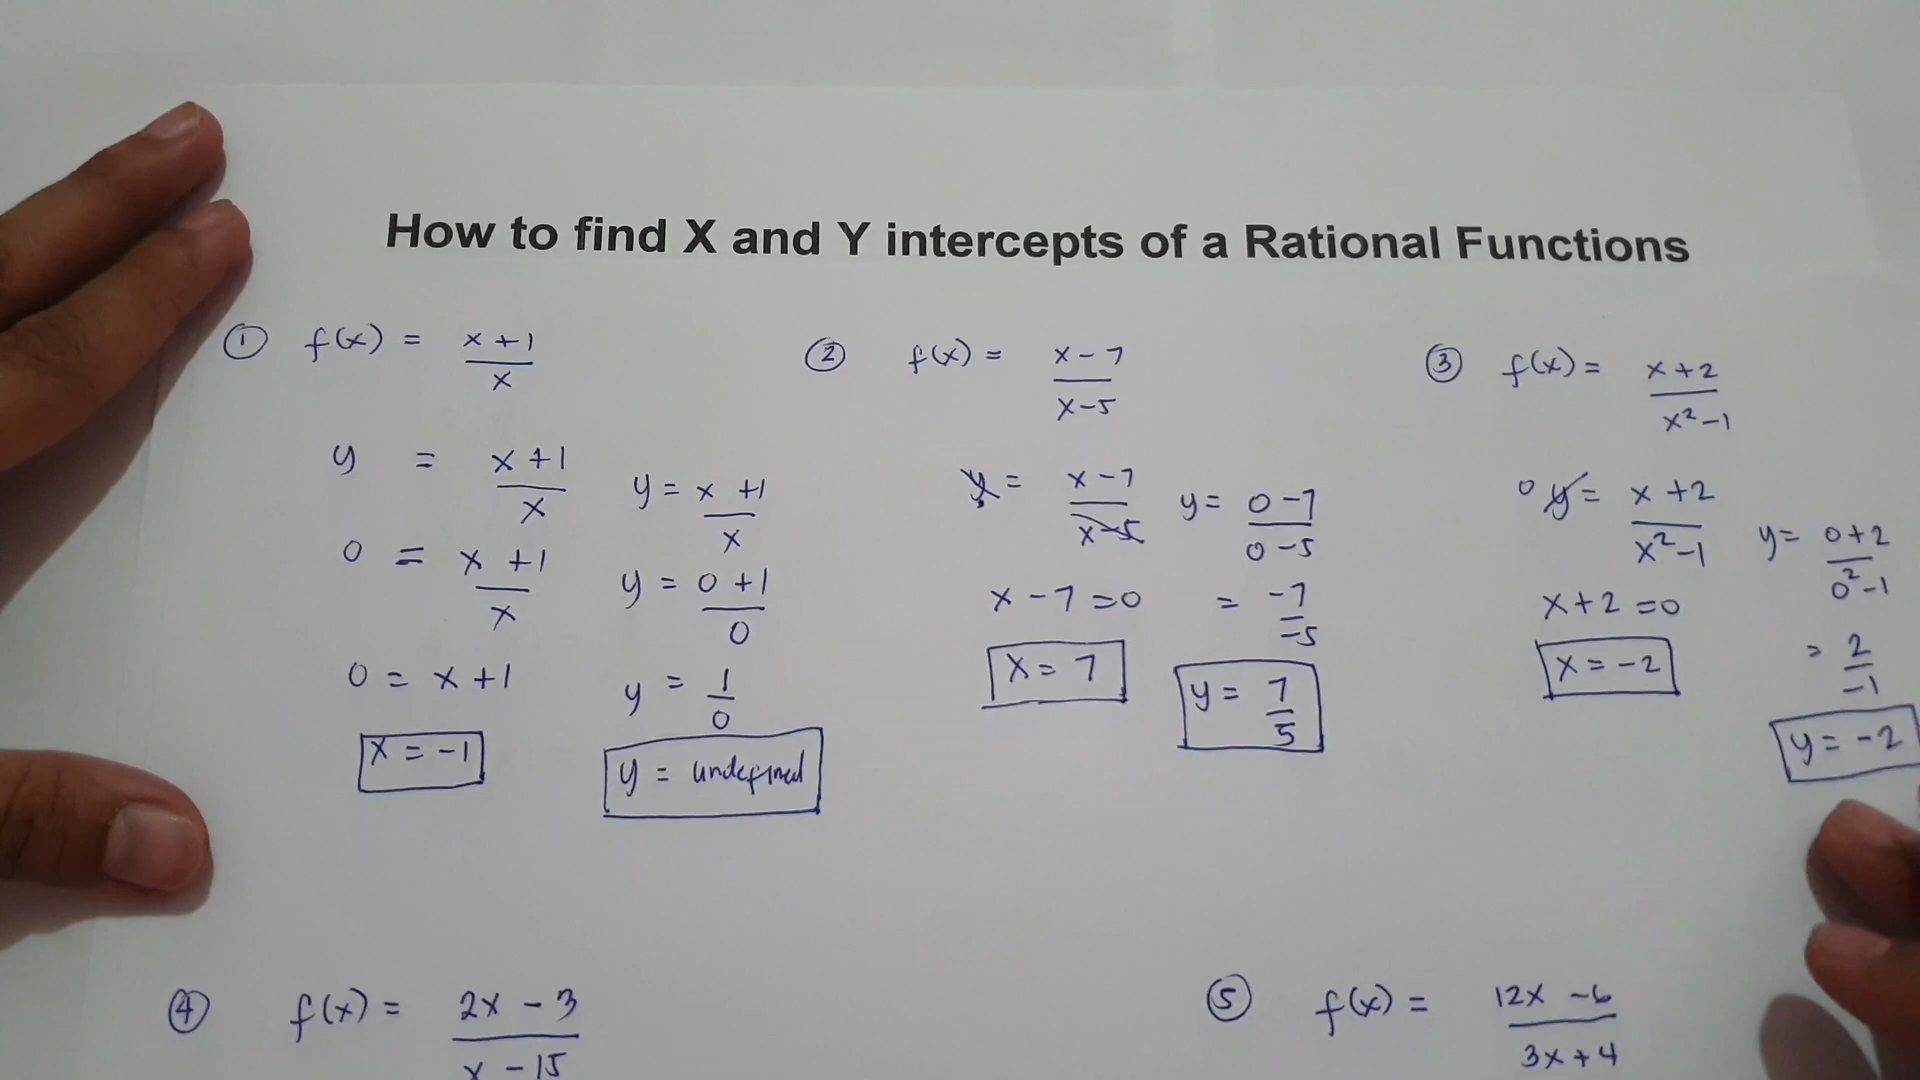 How to find X and Y intercepts of a Rational Functions
① f(x) = x+1
x
y = x+1
x
0 = x+1
x
0 = x+1
x = -1
y = x+1
x
y = 0+1
0
y = 1
0
y = undefined
② f(x) = x-7
x-5
y = x-7
x-5
x-7=0
x = 7
y = 0-7
0-5
= -7
-5
y = 7
5
③ f(x) = x+2
x²-1
0 y = x+2
x²-1
x+2=0
x = -2
y = 0+2
0²-1
= 2
-1
y = -2
④ f(x) = 2x-3
x-15
⑤ f(x) = 12x-6
3x+4